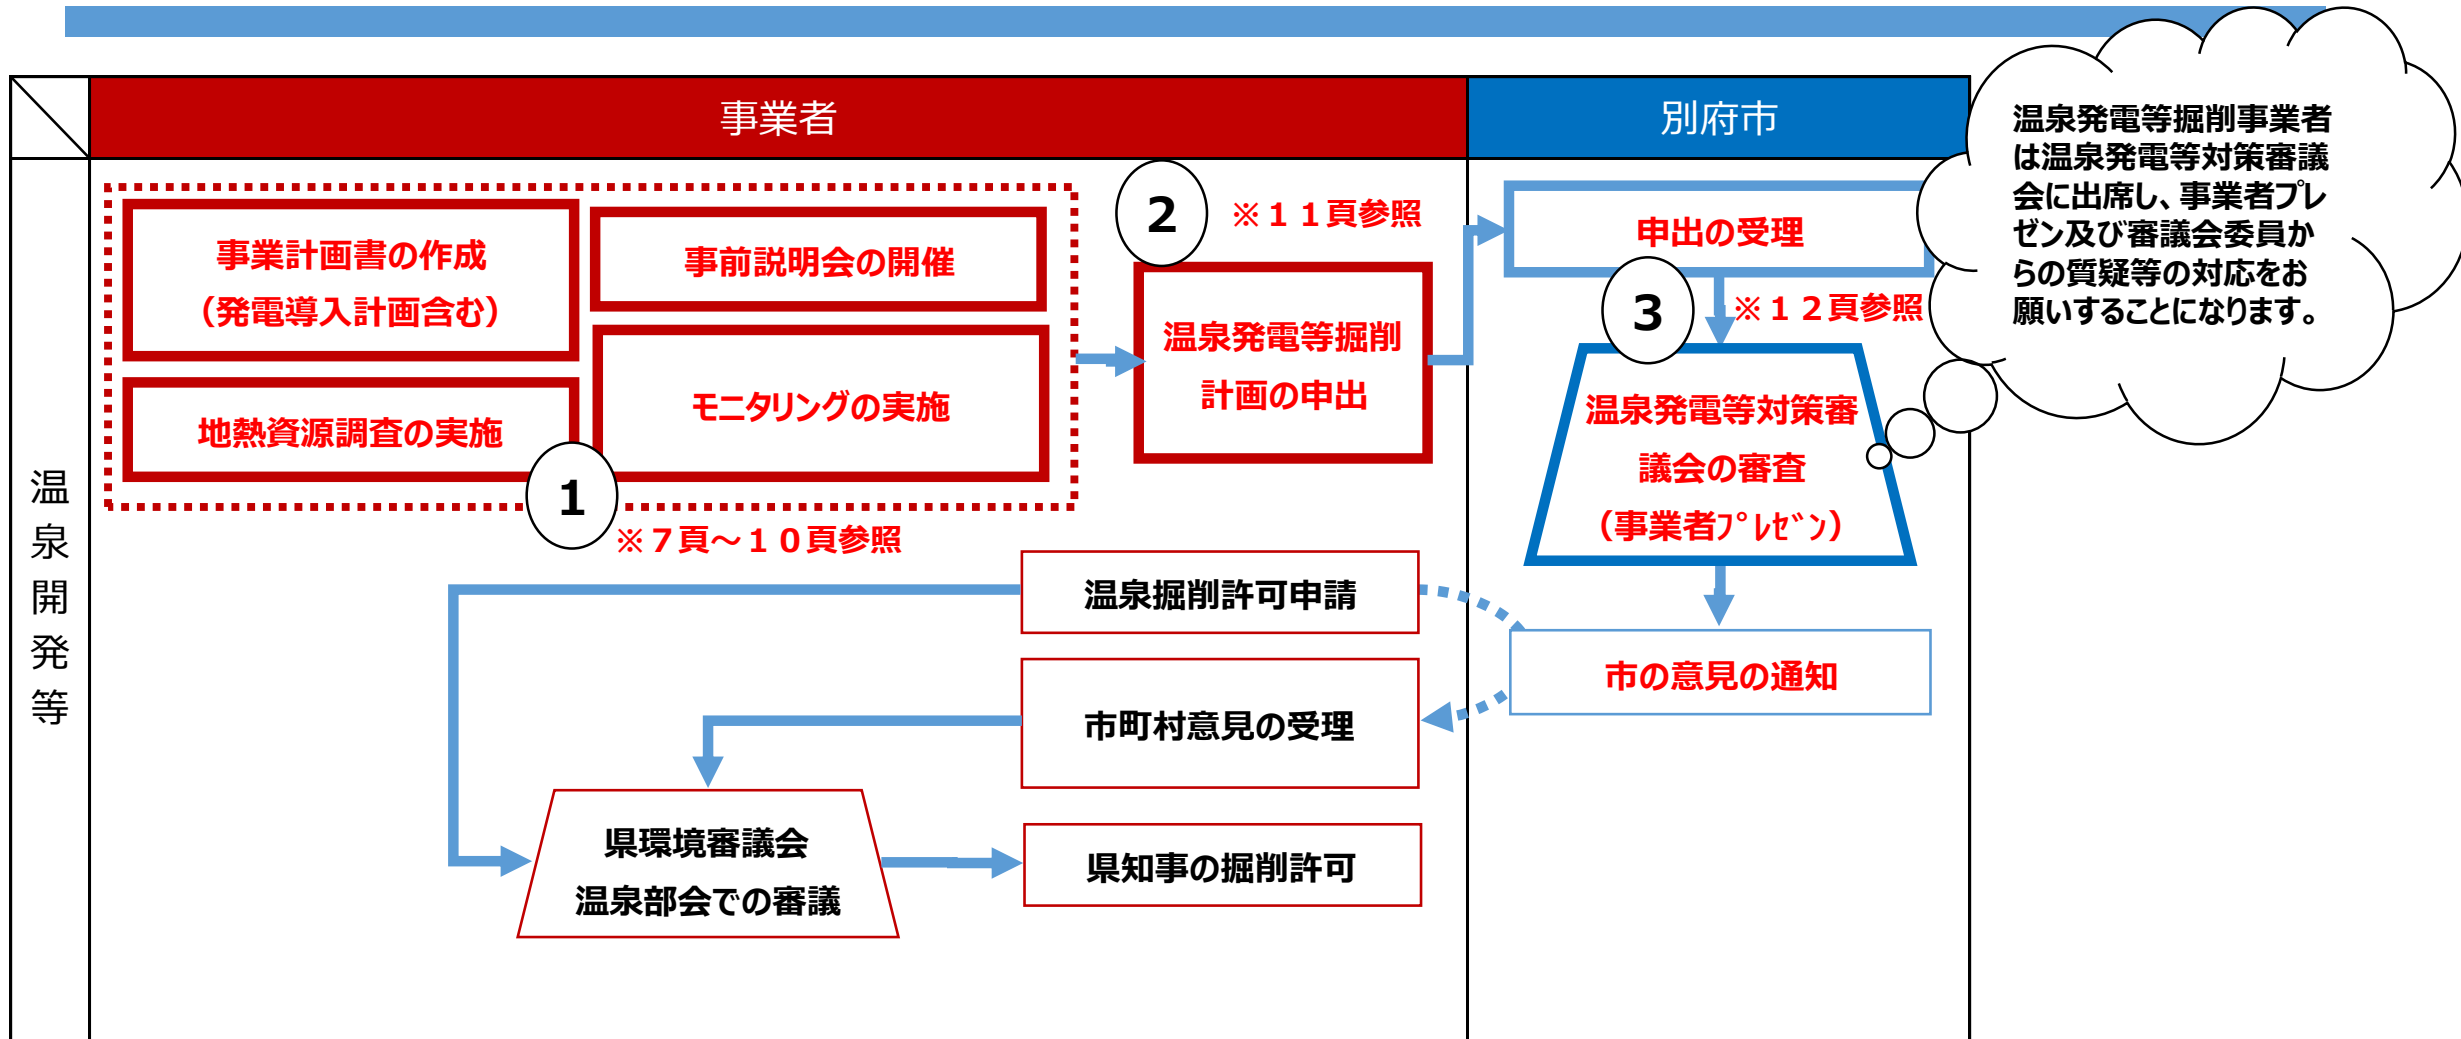 事業者
別府市
温泉開発等
事業計画書の作成
（発電導入計画含む）
事前説明会の開催
地熱資源調査の実施
モニタリングの実施
1
※７頁～１０頁参照
2
※１１頁参照
温泉発電等掘削
計画の申出
申出の受理
3
※１２頁参照
温泉発電等対策審
議会の審査
（事業者ﾌﾟﾚｾﾞﾝ）
温泉発電等掘削事業者
は温泉発電等対策審議
会に出席し、事業者プレ
ゼン及び審議会委員か
らの質疑等の対応をお
願いすることになります。
温泉掘削許可申請
市の意見の通知
市町村意見の受理
県環境審議会
温泉部会での審議
県知事の掘削許可